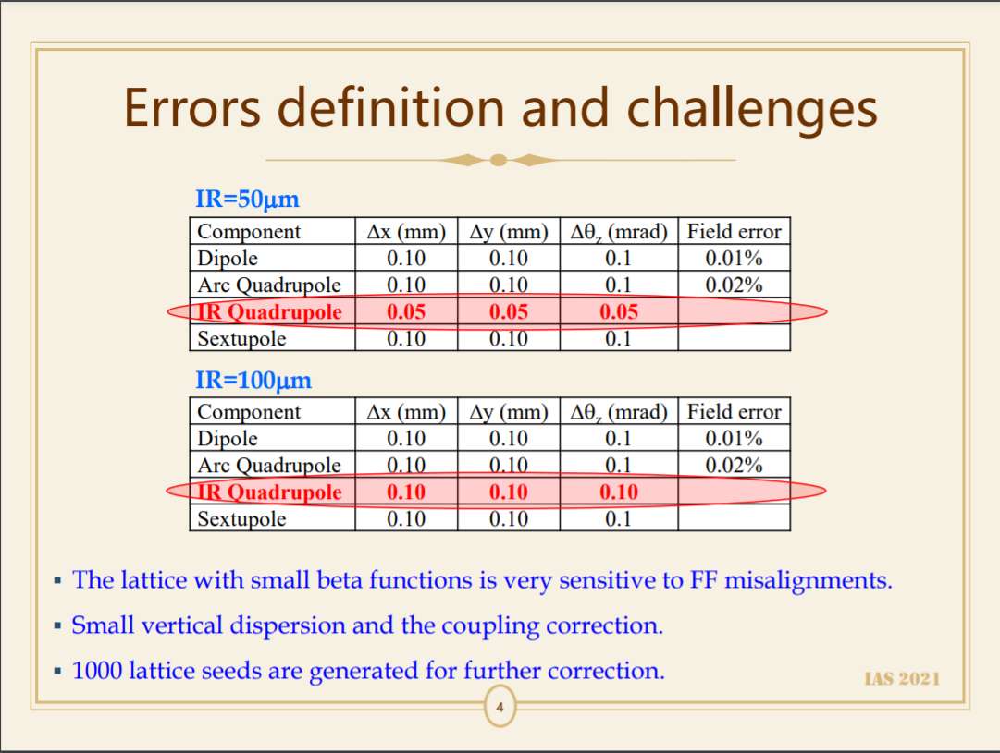 Errors definition and challenges
IR=50μm
Component Δx (mm) Δy (mm) Δθz (mrad) Field error
Dipole 0.10 0.10 0.1 0.01%
Arc Quadrupole 0.10 0.10 0.1 0.02%
IR Quadrupole 0.05 0.05 0.05
Sextupole 0.10 0.10 0.1
IR=100μm
Component Δx (mm) Δy (mm) Δθz (mrad) Field error
Dipole 0.10 0.10 0.1 0.01%
Arc Quadrupole 0.10 0.10 0.1 0.02%
IR Quadrupole 0.10 0.10 0.10
Sextupole 0.10 0.10 0.1
▪ The lattice with small beta functions is very sensitive to FF misalignments.
▪ Small vertical dispersion and the coupling correction.
▪ 1000 lattice seeds are generated for further correction.
IAS 2021
4